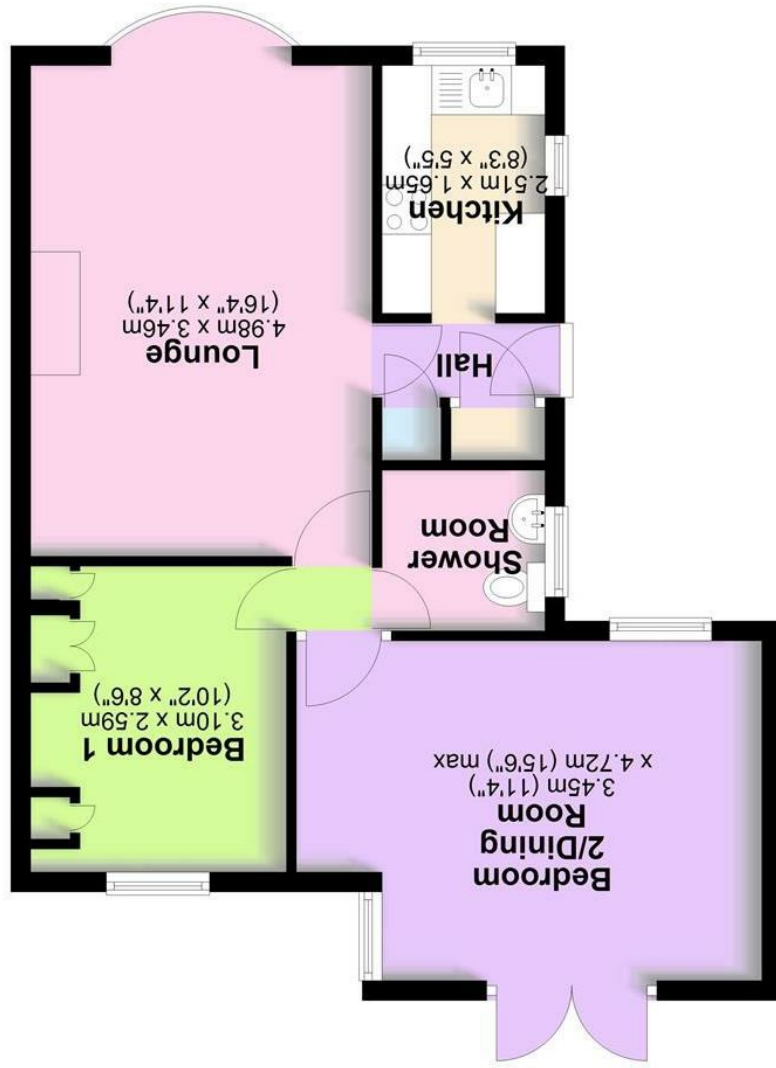 Bedroom
2/Dining
Room
3.45m (11'4")
x 4.72m (15'6") max
Bedroom 1
3.10m x 2.59m
(10'2" x 8'6")
Shower
Room
Hall
Lounge
4.98m x 3.46m
(16'4" x 11'4")
Kitchen
2.51m x 1.65m
(8'3" x 5'5")